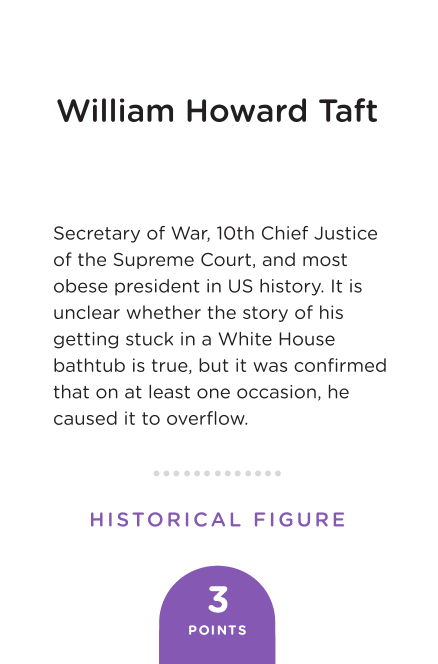 William Howard Taft
Secretary of War, 10th Chief Justice
of the Supreme Court, and most
obese president in US history. It is
unclear whether the story of his
getting stuck in a White House
bathtub is true, but it was confirmed
that on at least one occasion, he
caused it to overflow.
HISTORICAL FIGURE
3
POINTS